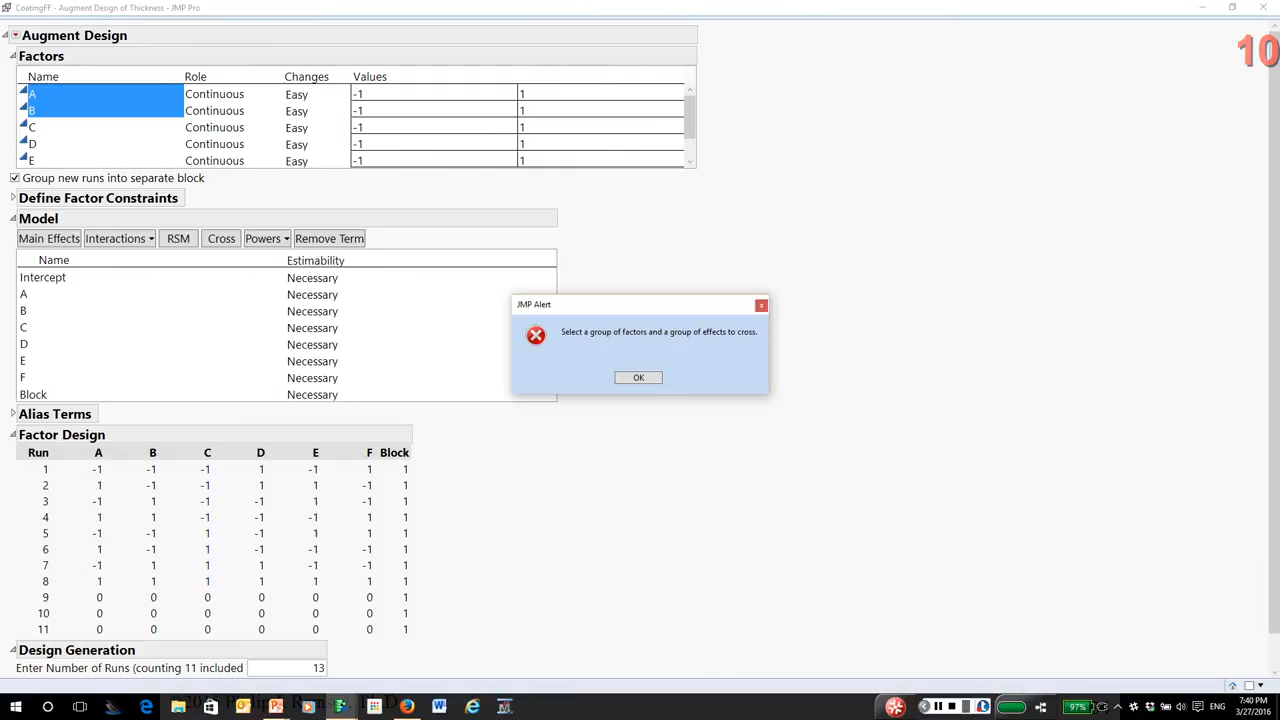 CoatingFF - Augment Design of Thickness - JMP Pro
Augment Design
10
Factors
Name Role Changes Values
A Continuous Easy -1 1
B Continuous Easy -1 1
C Continuous Easy -1 1
D Continuous Easy -1 1
E Continuous Easy -1 1
Group new runs into separate block
Define Factor Constraints
Model
Main Effects Interactions RSM Cross Powers Remove Term
Name Estimability
Intercept Necessary
A Necessary
B Necessary
C Necessary
D Necessary
E Necessary
F Necessary
Block Necessary
JMP Alert
Select a group of factors and a group of effects to cross.
OK
Alias Terms
Factor Design
Run A B C D E F Block
1 -1 -1 -1 1 -1 1 1
2 1 -1 -1 1 1 -1 1
3 -1 1 -1 -1 1 -1 1
4 1 1 -1 -1 -1 1 1
5 -1 -1 1 -1 1 1 1
6 1 -1 1 -1 -1 -1 1
7 -1 1 1 1 -1 -1 1
8 1 1 1 1 1 1 1
9 0 0 0 0 0 0 1
10 0 0 0 0 0 0 1
11 0 0 0 0 0 0 1
Design Generation
Enter Number of Runs (counting 11 included 13
97%
7:40 PM
3/27/2016